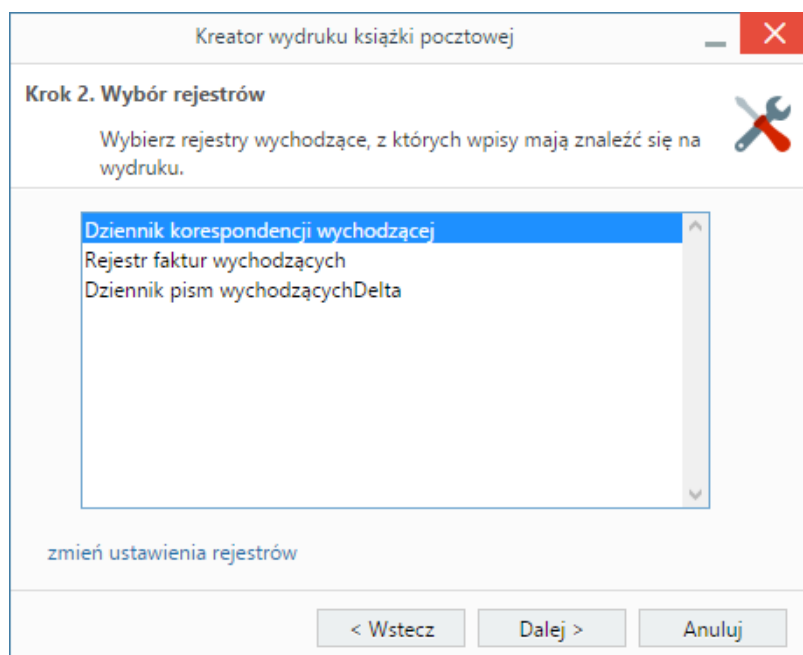 Kreator wydruku książki pocztowej
Krok 2. Wybór rejestrów
Wybierz rejestry wychodzące, z których wpisy mają znaleźć się na
wydruku.
Dziennik korespondencji wychodzącej
Rejestr faktur wychodzących
Dziennik pism wychodzącychDelta
zmień ustawienia rejestrów
< Wstecz Dalej > Anuluj